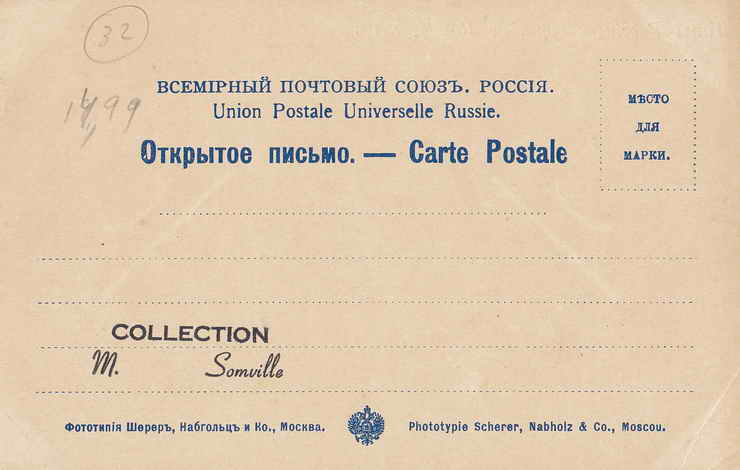 32
ВСЕМІРНЫЙ ПОЧТОВЫЙ СОЮЗЪ. РОССІЯ.
Union Postale Universelle Russie.
Открытое письмо. — Carte Postale
МѢСТО
ДЛЯ
МАРКИ.
COLLECTION
M. Somville
Фототипія Шереръ, Набгольцъ и Ко., Москва.
Phototypie Scherer, Nabholz & Co., Moscou.